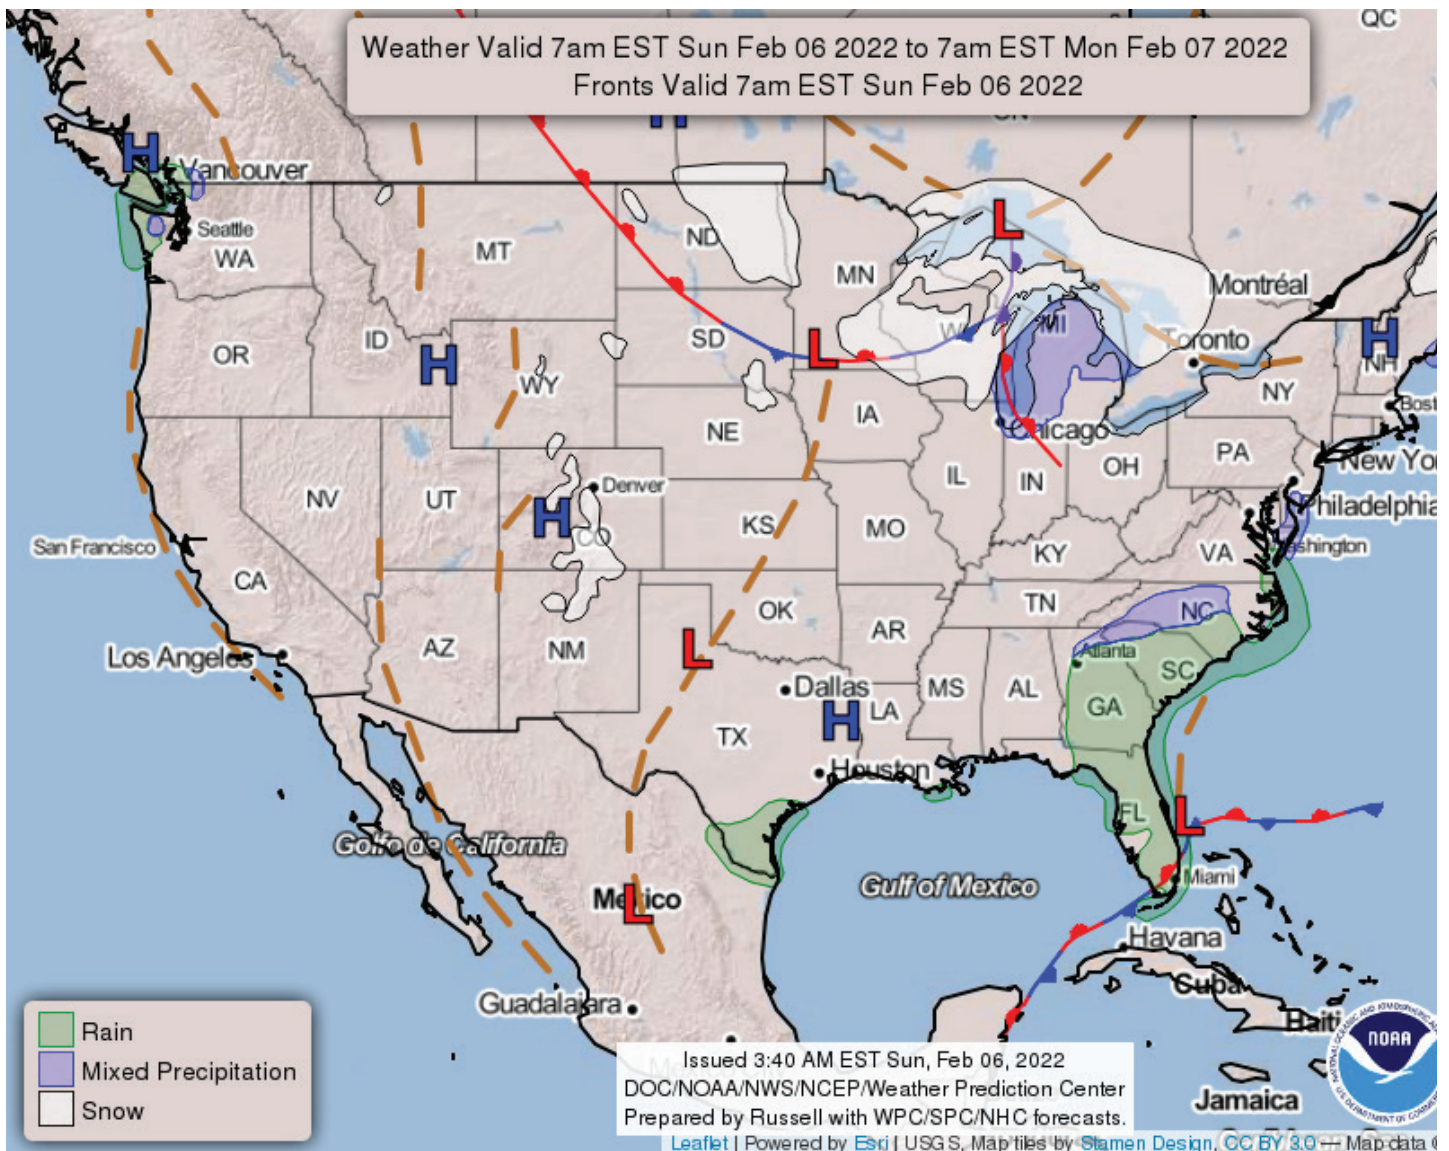 QC
Weather Valid 7am EST Sun Feb 06 2022 to 7am EST Mon Feb 07 2022
Fronts Valid 7am EST Sun Feb 06 2022
H
H
Vancouver
L
Seattle
WA
MT
ND
MN
Montréal
OR
ID
H
WY
SD
L
MI
Toronto
H
NH
NY
NE
IA
Chicago
PA
New Yo
NV
UT
Denver
IL
IN
OH
Philadelphia
San Francisco
H
CO
KS
MO
KY
VA
ashington
CA
AZ
NM
OK
AR
TN
NC
Los Angeles
L
Dallas
MS
AL
Atlanta
SC
GA
TX
H
LA
Houston
FL
L
Golfo de California
Gulf of Mexico
Miami
Mexico
L
Havana
Cuba
Guadalajara
Haiti
Rain
Mixed Precipitation
Snow
NOAA
Issued 3:40 AM EST Sun, Feb 06, 2022
DOC/NOAA/NWS/NCEP/Weather Prediction Center
Prepared by Russell with WPC/SPC/NHC forecasts.
Jamaica
Leaflet | Powered by Esri | USGS, Map tiles by Stamen Design, CC BY 3.0 — Map data ©